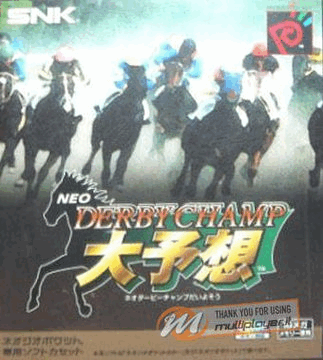 SNK
NEO
DERBY CHAMP
大予想
ネオダービーチャンプだいよそう
THANK YOU FOR USING
multiplayer.it
ネオジオポケット
専用ソフトカセット